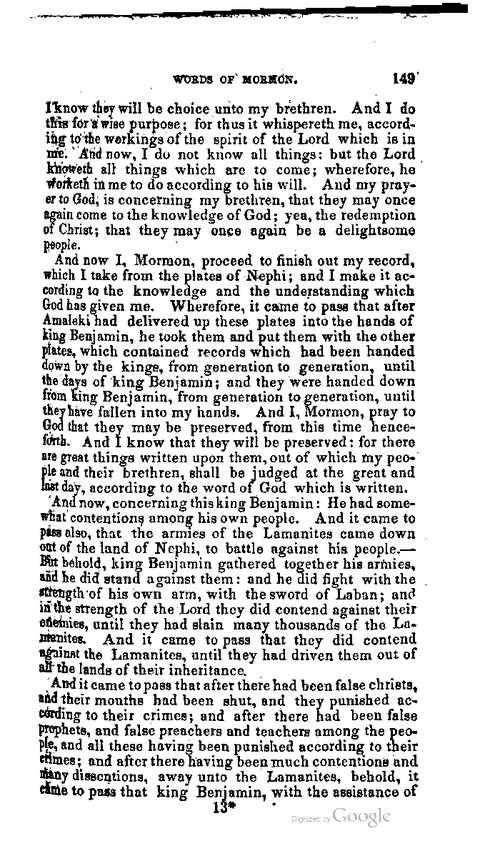 WORDS OF MORMON. 149
I know they will be choice unto my brethren. And I do
this for a wise purpose; for thus it whispereth me, accord-
ing to the workings of the spirit of the Lord which is in
me. And now, I do not know all things: but the Lord
knoweth all things which are to come; wherefore, he
worketh in me to do according to his will. And my pray-
er to God, is concerning my brethren, that they may once
again come to the knowledge of God; yea, the redemption
of Christ; that they may once again be a delightsome
people.
And now I, Mormon, proceed to finish out my record,
which I take from the plates of Nephi; and I make it ac-
cording to the knowledge and the understanding which
God has given me. Wherefore, it came to pass that after
Amaleki had delivered up these plates into the hands of
king Benjamin, he took them and put them with the other
plates, which contained records which had been handed
down by the kings, from generation to generation, until
the days of king Benjamin; and they were handed down
from king Benjamin, from generation to generation, until
they have fallen into my hands. And I, Mormon, pray to
God that they may be preserved, from this time hence-
forth. And I know that they will be preserved: for there
are great things written upon them, out of which my peo-
ple and their brethren, shall be judged at the great and
last day, according to the word of God which is written.
And now, concerning this king Benjamin: He had some-
what contentions among his own people. And it came to
pass also, that the armies of the Lamanites came down
out of the land of Nephi, to battle against his people.—
But behold, king Benjamin gathered together his armies,
and he did stand against them: and he did fight with the
strength of his own arm, with the sword of Laban; and
in the strength of the Lord they did contend against their
enemies, until they had slain many thousands of the La-
manites. And it came to pass that they did contend
against the Lamanites, until they had driven them out of
all the lands of their inheritance.
And it came to pass that after there had been false christs,
and their months had been shut, and they punished ac-
cording to their crimes; and after there had been false
prophets, and false preachers and teachers among the peo-
ple, and all these having been punished according to their
crimes; and after there having been much contentions and
many dissentions, away unto the Lamanites, behold, it
came to pass that king Benjamin, with the assistance of
13*
Digitized by Google